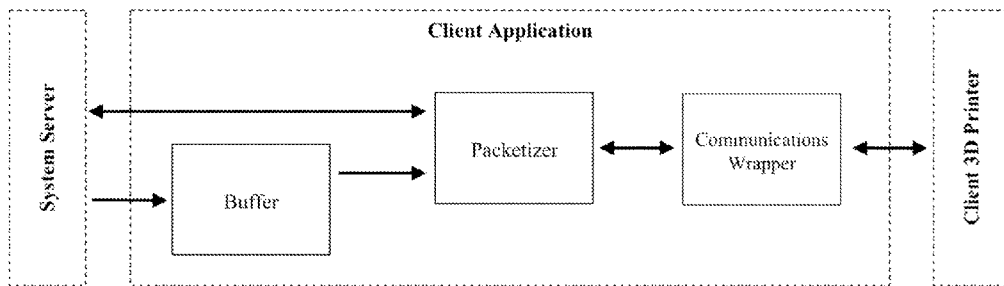 Client Application
System Server
Buffer
Packetizer
Communications
Wrapper
Client 3D Printer